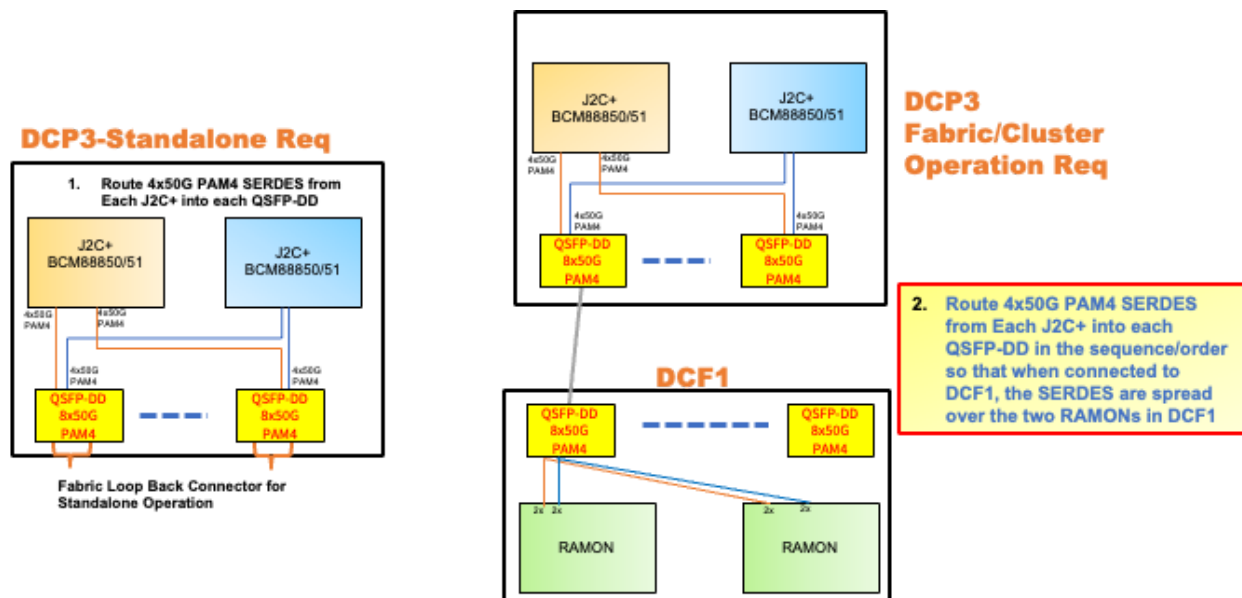 DCP3-Standalone Req
1. Route 4x50G PAM4 SERDES from
Each J2C+ into each QSFP-DD
J2C+
BCM88850/51
J2C+
BCM88850/51
4x50G
PAM4
4x50G
PAM4
4x50G
PAM4
4x50G
PAM4
QSFP-DD
8x50G
PAM4
QSFP-DD
8x50G
PAM4
Fabric Loop Back Connector for
Standalone Operation
J2C+
BCM88850/51
J2C+
BCM88850/51
4x50G
PAM4
4x50G
PAM4
4x50G
PAM4
4x50G
PAM4
QSFP-DD
8x50G
PAM4
QSFP-DD
8x50G
PAM4
DCP3
Fabric/Cluster
Operation Req
DCF1
QSFP-DD
8x50G
PAM4
QSFP-DD
8x50G
PAM4
2x
2x
2x
2x
RAMON
RAMON
2. Route 4x50G PAM4 SERDES
from Each J2C+ into each
QSFP-DD in the sequence/order
so that when connected to
DCF1, the SERDES are spread
over the two RAMONs in DCF1